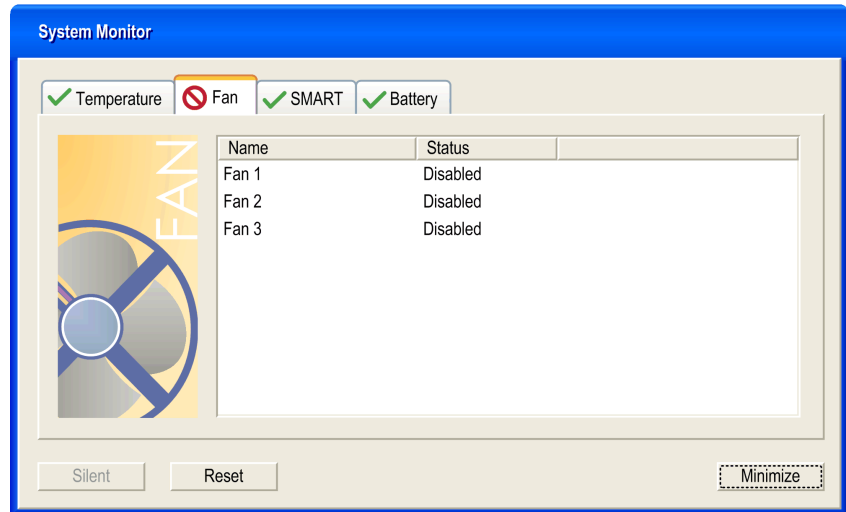 System Monitor
Temperature Fan SMART Battery
FAN
Name Status
Fan 1 Disabled
Fan 2 Disabled
Fan 3 Disabled
Silent Reset Minimize